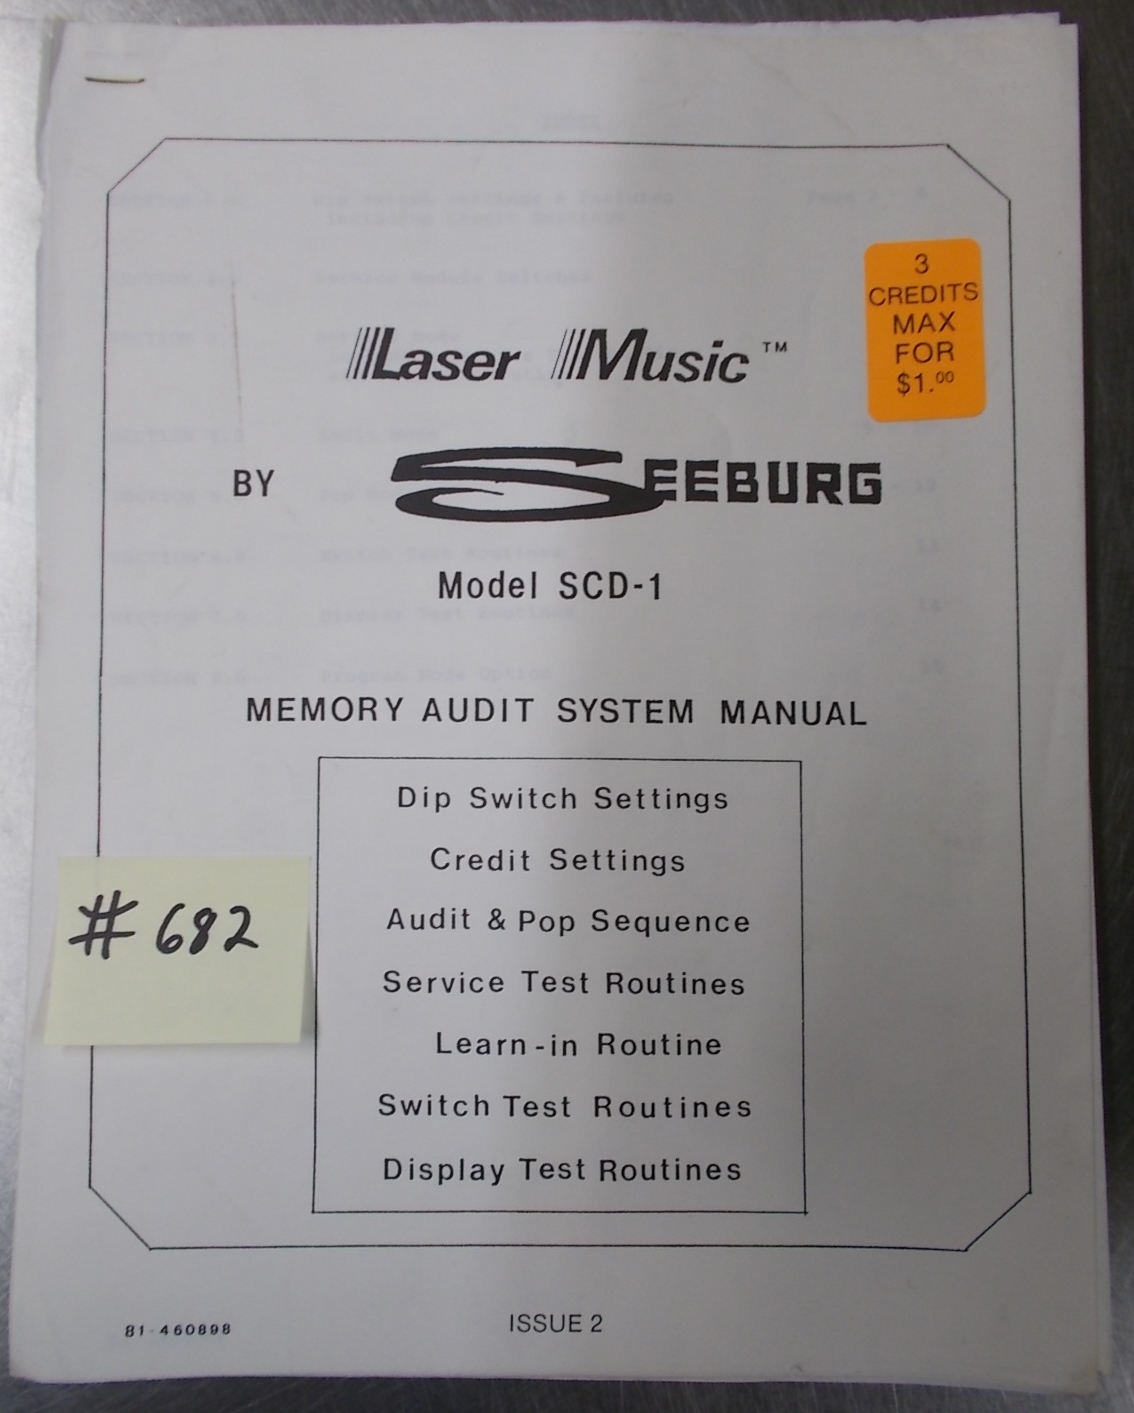 3
CREDITS
MAX
FOR
$1.00
Laser Music™
BY SEEBURG
Model SCD-1
MEMORY AUDIT SYSTEM MANUAL
Dip Switch Settings
Credit Settings
Audit & Pop Sequence
Service Test Routines
Learn-in Routine
Switch Test Routines
Display Test Routines
# 682
81-460898
ISSUE 2